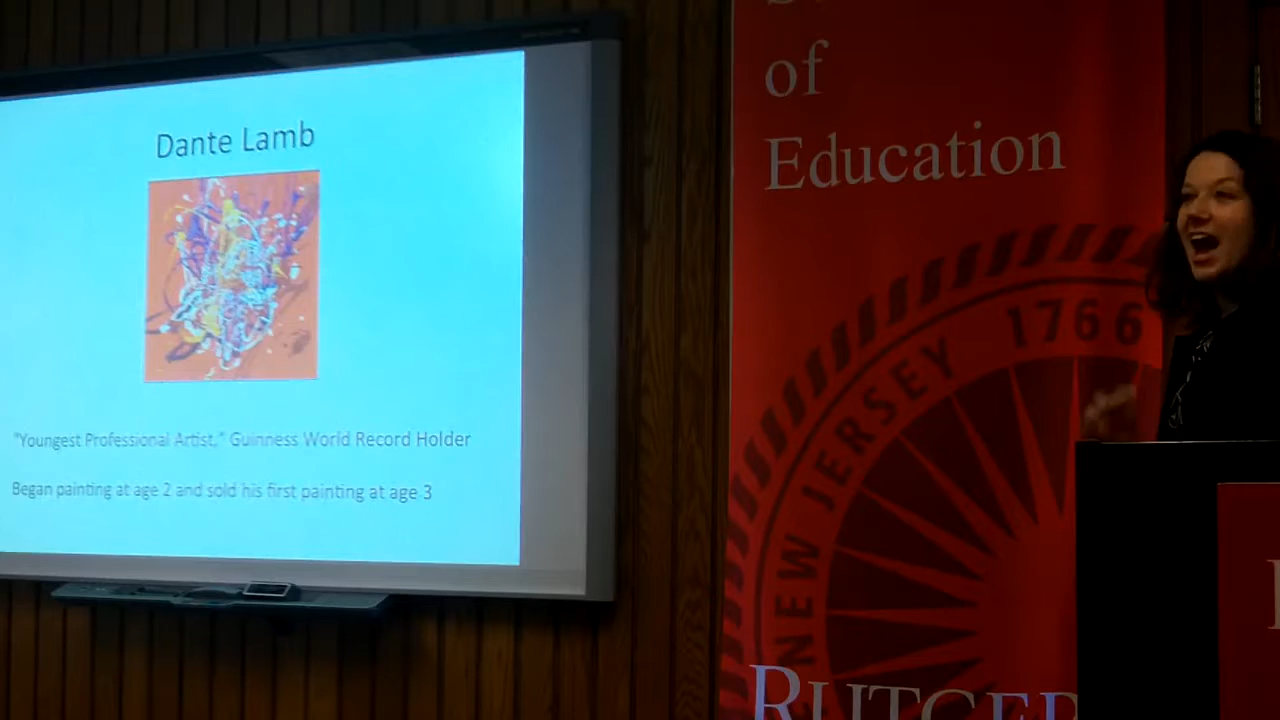 Dante Lamb
"Youngest Professional Artist," Guinness World Record Holder
Began painting at age 2 and sold his first painting at age 3
of
Education
NEW JERSEY 1766